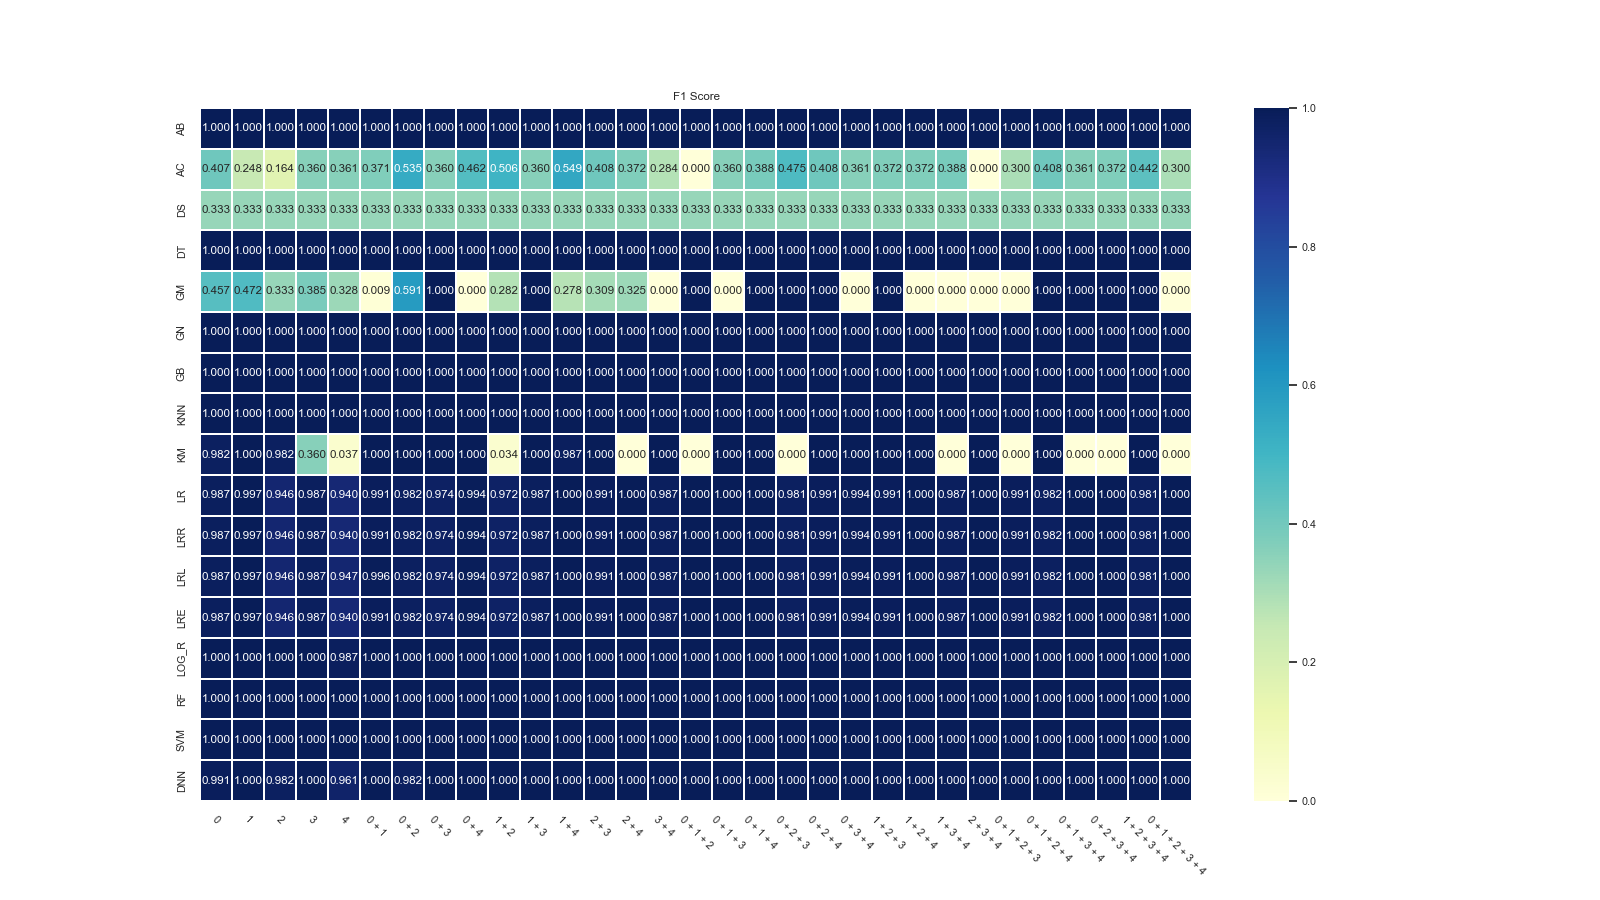 F1 Score
AB 1.000 1.000 1.000 1.000 1.000 1.000 1.000 1.000 1.000 1.000 1.000 1.000 1.000 1.000 1.000 1.000 1.000 1.000 1.000 1.000 1.000 1.000 1.000 1.000 1.000 1.000 1.000 1.000 1.000 1.000 1.000 1.0
AC 0.407 0.248 0.164 0.360 0.361 0.371 0.535 0.360 0.462 0.506 0.360 0.549 0.408 0.372 0.284 0.000 0.360 0.388 0.475 0.408 0.361 0.372 0.372 0.388 0.000 0.300 0.408 0.361 0.372 0.442 0.300
DS 0.333 0.333 0.333 0.333 0.333 0.333 0.333 0.333 0.333 0.333 0.333 0.333 0.333 0.333 0.333 0.333 0.333 0.333 0.333 0.333 0.333 0.333 0.333 0.333 0.333 0.333 0.333 0.333 0.333 0.333 0.333
DT 1.000 1.000 1.000 1.000 1.000 1.000 1.000 1.000 1.000 1.000 1.000 1.000 1.000 1.000 1.000 1.000 1.000 1.000 1.000 1.000 1.000 1.000 1.000 1.000 1.000 1.000 1.000 1.000 1.000 1.000 1.000 0.8
GM 0.457 0.472 0.333 0.385 0.328 0.009 0.591 1.000 0.000 0.282 1.000 0.278 0.309 0.325 0.000 1.000 0.000 1.000 1.000 1.000 0.000 1.000 0.000 0.000 0.000 0.000 1.000 1.000 1.000 1.000 0.000
GN 1.000 1.000 1.000 1.000 1.000 1.000 1.000 1.000 1.000 1.000 1.000 1.000 1.000 1.000 1.000 1.000 1.000 1.000 1.000 1.000 1.000 1.000 1.000 1.000 1.000 1.000 1.000 1.000 1.000 1.000 1.000
GB 1.000 1.000 1.000 1.000 1.000 1.000 1.000 1.000 1.000 1.000 1.000 1.000 1.000 1.000 1.000 1.000 1.000 1.000 1.000 1.000 1.000 1.000 1.000 1.000 1.000 1.000 1.000 1.000 1.000 1.000 1.000 0.6
KNN 1.000 1.000 1.000 1.000 1.000 1.000 1.000 1.000 1.000 1.000 1.000 1.000 1.000 1.000 1.000 1.000 1.000 1.000 1.000 1.000 1.000 1.000 1.000 1.000 1.000 1.000 1.000 1.000 1.000 1.000 1.000
KM 0.982 1.000 0.982 0.360 0.037 1.000 1.000 1.000 1.000 0.034 1.000 0.987 1.000 0.000 1.000 0.000 1.000 1.000 0.000 1.000 1.000 1.000 1.000 0.000 1.000 0.000 1.000 0.000 0.000 1.000 0.000
LR 0.987 0.997 0.946 0.987 0.940 0.991 0.982 0.974 0.994 0.972 0.987 1.000 0.991 1.000 0.987 1.000 1.000 1.000 0.981 0.991 0.994 0.991 1.000 0.987 1.000 0.991 0.982 1.000 1.000 0.981 1.000
LRR 0.987 0.997 0.946 0.987 0.940 0.991 0.982 0.974 0.994 0.972 0.987 1.000 0.991 1.000 0.987 1.000 1.000 1.000 0.981 0.991 0.994 0.991 1.000 0.987 1.000 0.991 0.982 1.000 1.000 0.981 1.000 0.4
LRL 0.987 0.997 0.946 0.987 0.947 0.996 0.982 0.974 0.994 0.972 0.987 1.000 0.991 1.000 0.987 1.000 1.000 1.000 0.981 0.991 0.994 0.991 1.000 0.987 1.000 0.991 0.982 1.000 1.000 0.981 1.000
LRE 0.987 0.997 0.946 0.987 0.940 0.991 0.982 0.974 0.994 0.972 0.987 1.000 0.991 1.000 0.987 1.000 1.000 1.000 0.981 0.991 0.994 0.991 1.000 0.987 1.000 0.991 0.982 1.000 1.000 0.981 1.000
LOG_R 1.000 1.000 1.000 1.000 0.987 1.000 1.000 1.000 1.000 1.000 1.000 1.000 1.000 1.000 1.000 1.000 1.000 1.000 1.000 1.000 1.000 1.000 1.000 1.000 1.000 1.000 1.000 1.000 1.000 1.000 1.000 0.2
RF 1.000 1.000 1.000 1.000 1.000 1.000 1.000 1.000 1.000 1.000 1.000 1.000 1.000 1.000 1.000 1.000 1.000 1.000 1.000 1.000 1.000 1.000 1.000 1.000 1.000 1.000 1.000 1.000 1.000 1.000 1.000
SVM 1.000 1.000 1.000 1.000 1.000 1.000 1.000 1.000 1.000 1.000 1.000 1.000 1.000 1.000 1.000 1.000 1.000 1.000 1.000 1.000 1.000 1.000 1.000 1.000 1.000 1.000 1.000 1.000 1.000 1.000 1.000
DNN 0.991 1.000 0.982 1.000 0.961 1.000 0.982 1.000 1.000 1.000 1.000 1.000 1.000 1.000 1.000 1.000 1.000 1.000 1.000 1.000 1.000 1.000 1.000 1.000 1.000 1.000 1.000 1.000 1.000 1.000 1.000 0.0
0
1
2
3
4
0 + 1
0 + 2
0 + 3
0 + 4
1 + 2
1 + 3
1 + 4
2 + 3
2 + 4
3 + 4
0 + 1 + 2
0 + 1 + 3
0 + 1 + 4
0 + 2 + 3
0 + 2 + 4
0 + 3 + 4
1 + 2 + 3
1 + 2 + 4
1 + 3 + 4
2 + 3 + 4
0 + 1 + 2 + 3
0 + 1 + 2 + 4
0 + 1 + 3 + 4
0 + 2 + 3 + 4
1 + 2 + 3 + 4
0 + 1 + 2 + 3 + 4